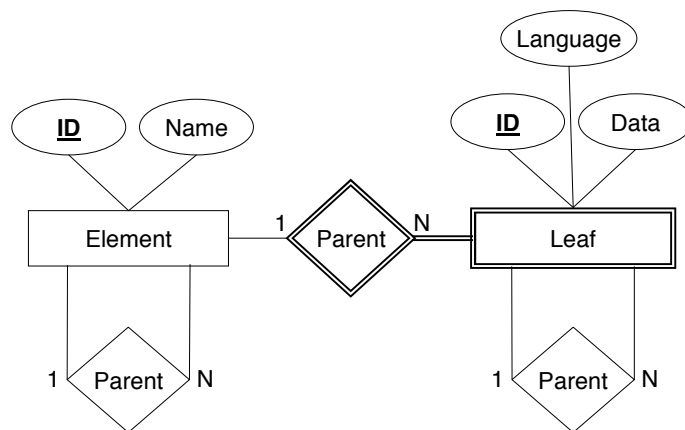 Language
ID
Name
ID
Data
Element
1
Parent
N
Leaf
1
Parent
N
1
Parent
N